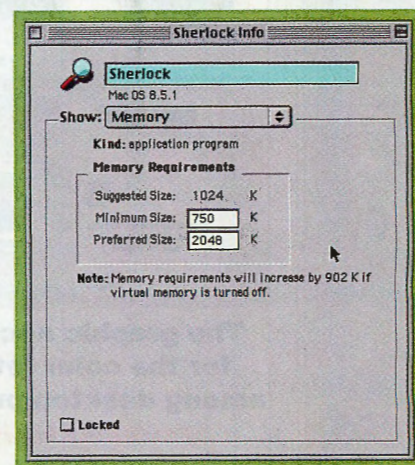 Sherlock Info
Sherlock
Mac OS 8.5.1
Show: Memory
Kind: application program
Memory Requirements
Suggested Size: 1024 K
Minimum Size: 750 K
Preferred Size: 2048 K
Note: Memory requirements will increase by 902 K if
virtual memory is turned off.
Locked